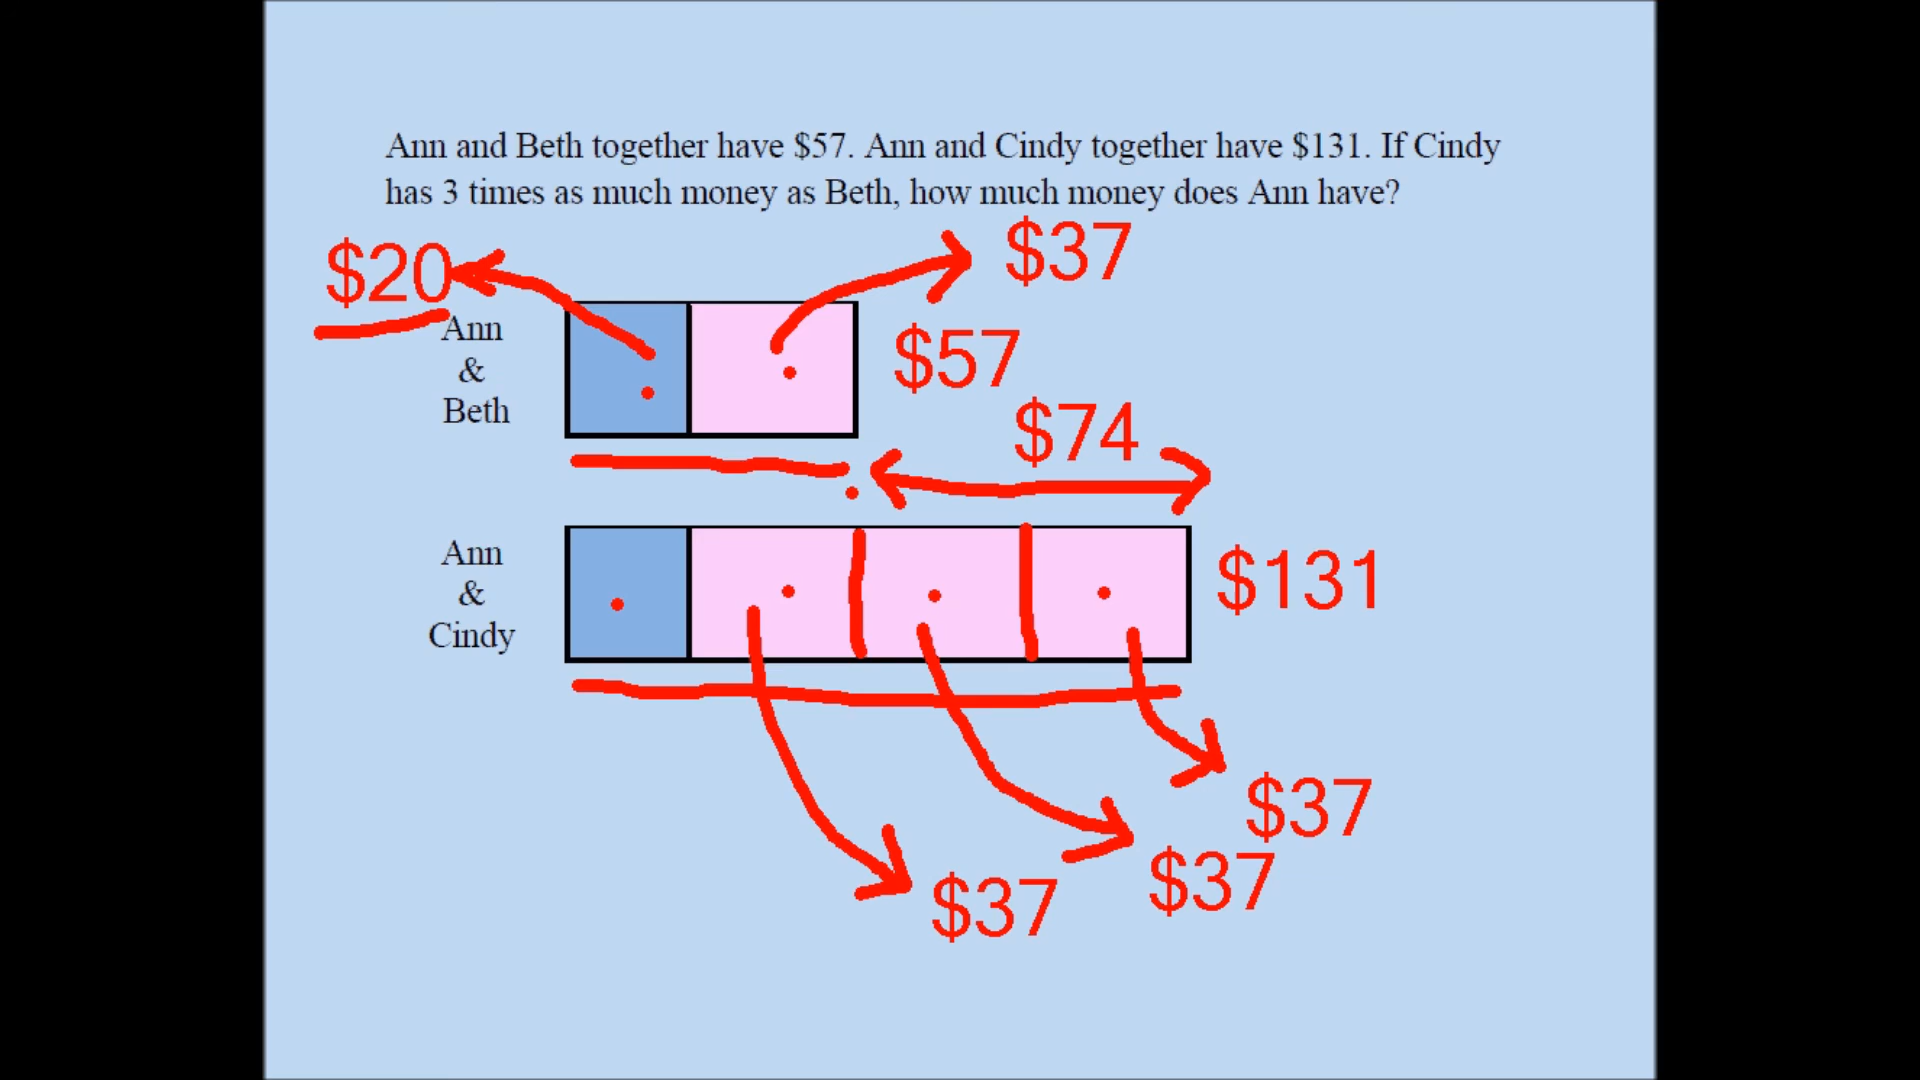 Ann and Beth together have $57. Ann and Cindy together have $131. If Cindy
has 3 times as much money as Beth, how much money does Ann have?
$20
$37
Ann
&
Beth
$57
$74
Ann
&
Cindy
$131
$37
$37
$37